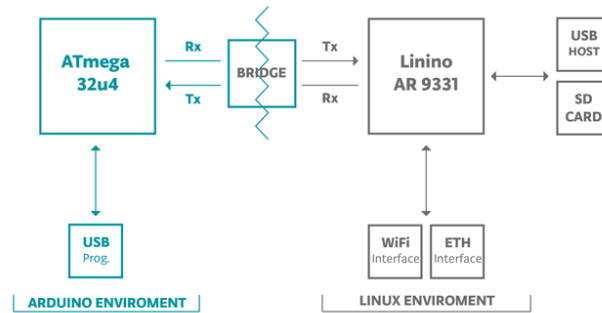 ATmega
32u4
Rx
Tx
BRIDGE
Tx
Rx
Linino
AR 9331
USB
HOST
SD
CARD
USB
Prog.
WiFi
Interface
ETH
Interface
ARDUINO ENVIROMENT
LINUX ENVIROMENT